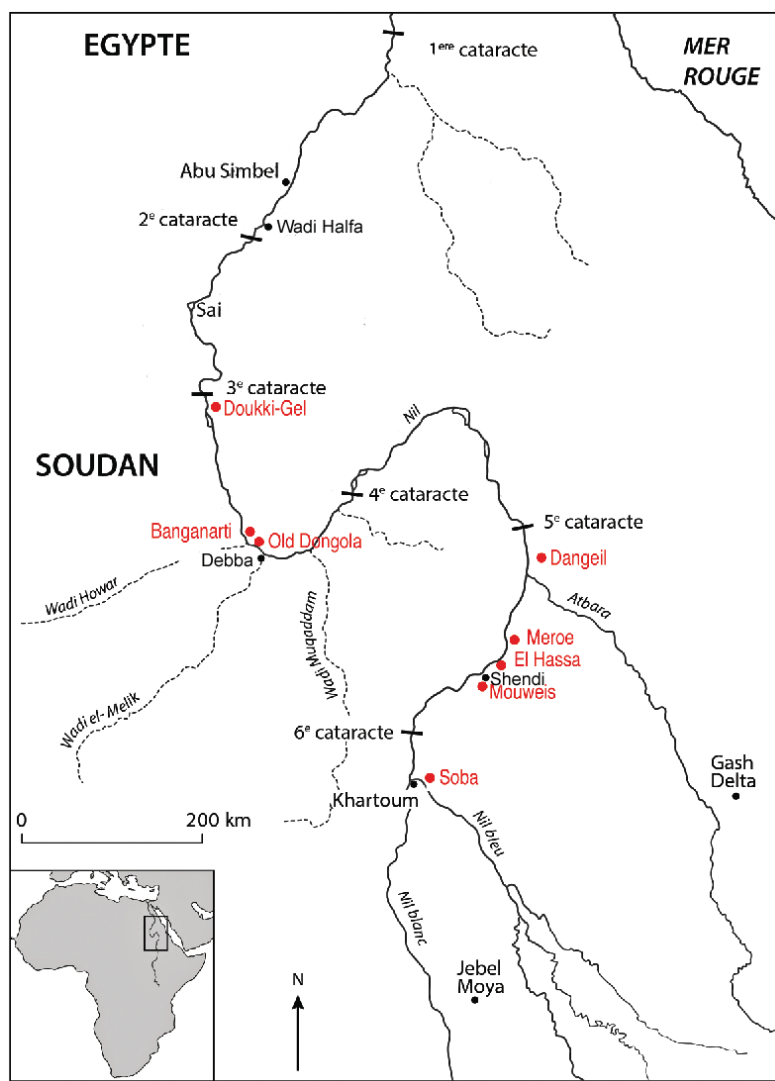 EGYPTE
1ere cataracte
MER
ROUGE
Abu Simbel
2e cataracte
Wadi Halfa
Sai
3e cataracte
Doukki-Gel
Nil
SOUDAN
4e cataracte
5e cataracte
Banganarti
Old Dongola
Debba
Dangeil
Wadi Howar
Atbara
Wadi Muqaddam
Meroe
El Hassa
Shendi
Mouweis
Wadi el-Melik
6e cataracte
Soba
Gash
Delta
Khartoum
0 200 km
Nil bleu
Nil blanc
Jebel
Moya
N